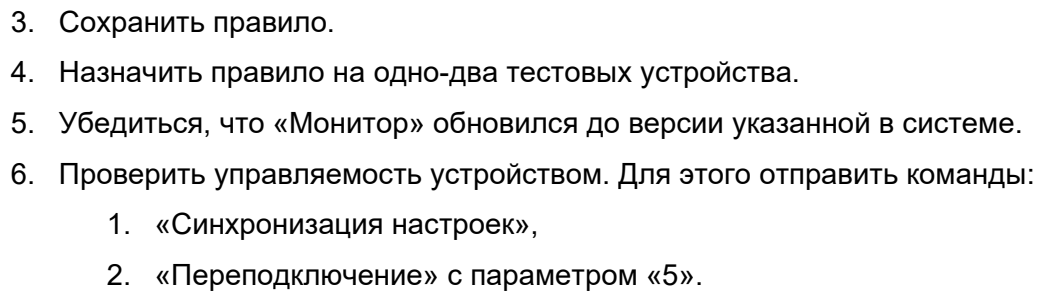 3. Сохранить правило.
4. Назначить правило на одно-два тестовых устройства.
5. Убедиться, что «Монитор» обновился до версии указанной в системе.
6. Проверить управляемость устройством. Для этого отправить команды:
1. «Синхронизация настроек»,
2. «Переподключение» с параметром «5».